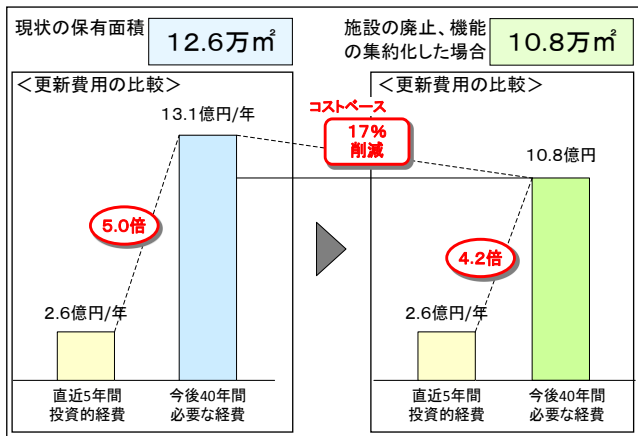 現状の保有面積
12.6万㎡
<更新費用の比較>
13.1億円/年
5.0倍
2.6億円/年
直近5年間
投資的経費
今後40年間
必要な経費
コストベース
17%
削減
施設の廃止、機能
の集約化した場合
10.8万㎡
<更新費用の比較>
10.8億円
4.2倍
2.6億円/年
直近5年間
投資的経費
今後40年間
必要な経費